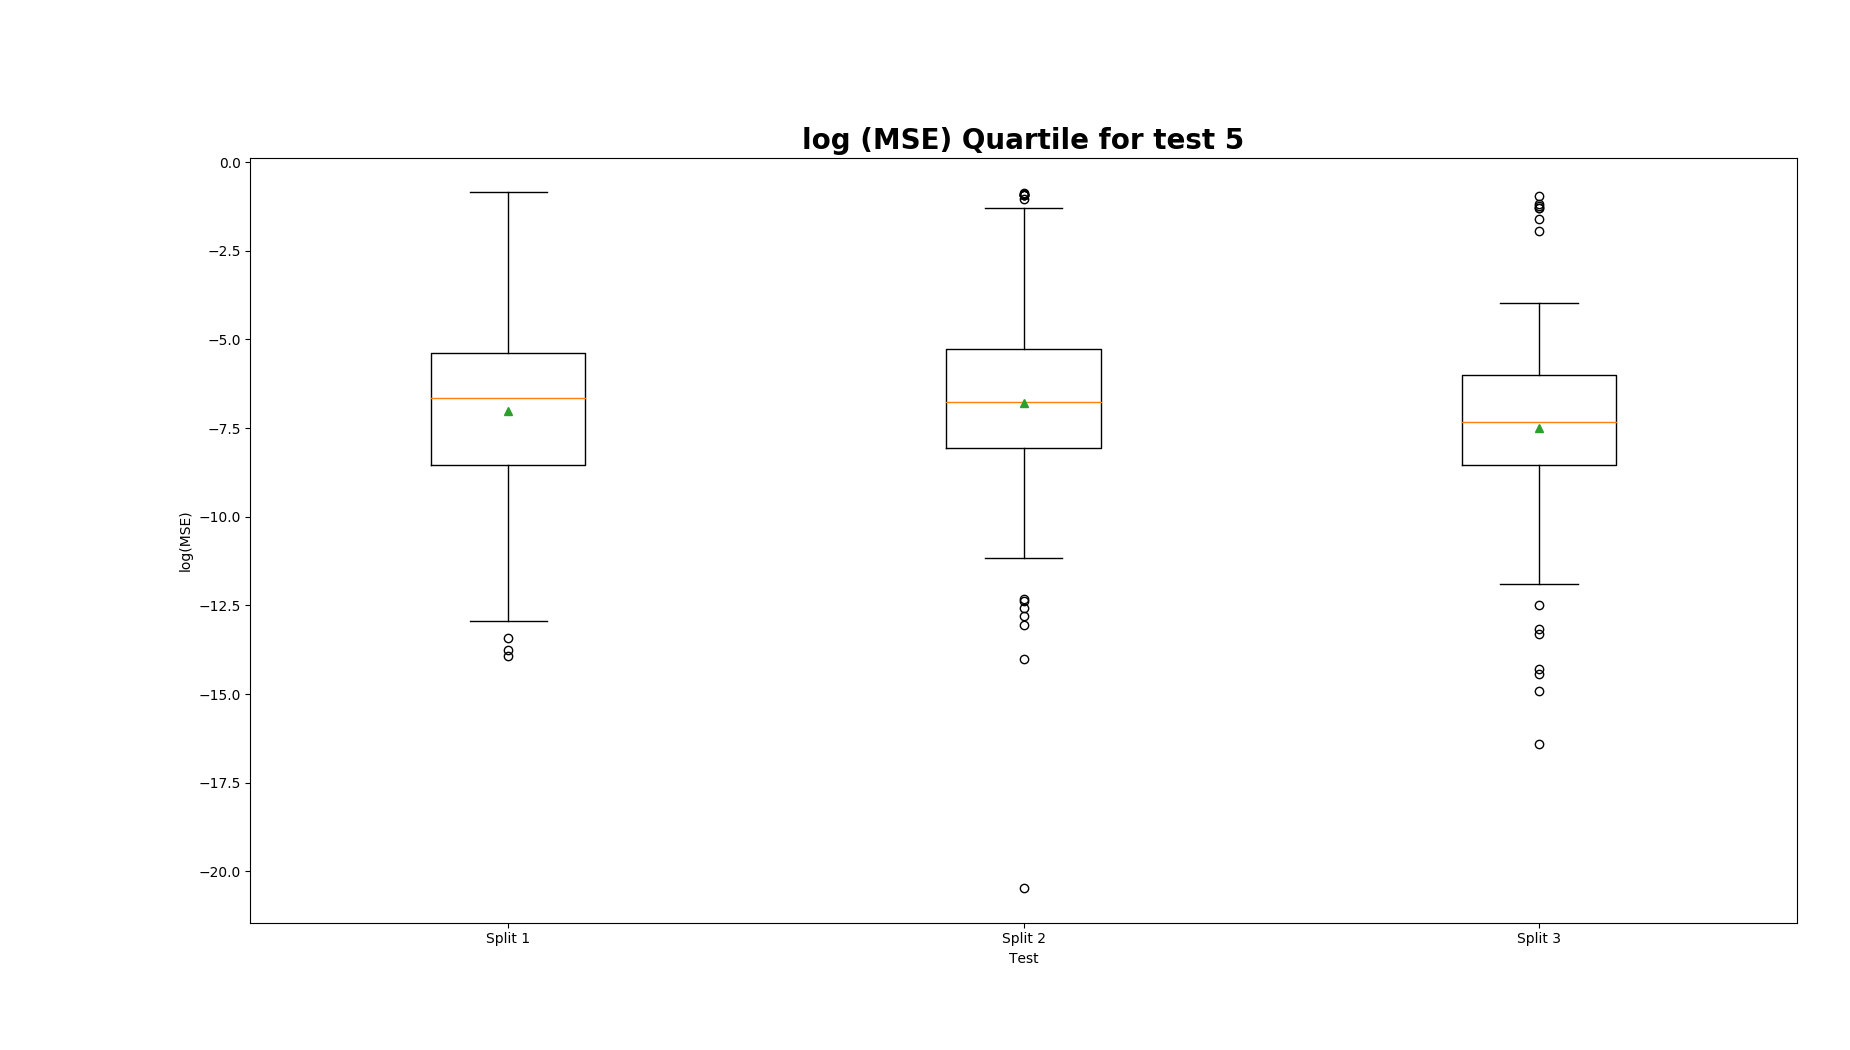 log (MSE) Quartile for test 5
0.0
−2.5
−5.0
−7.5
−10.0
−12.5
−15.0
−17.5
−20.0
log(MSE)
Split 1
Split 2
Split 3
Test